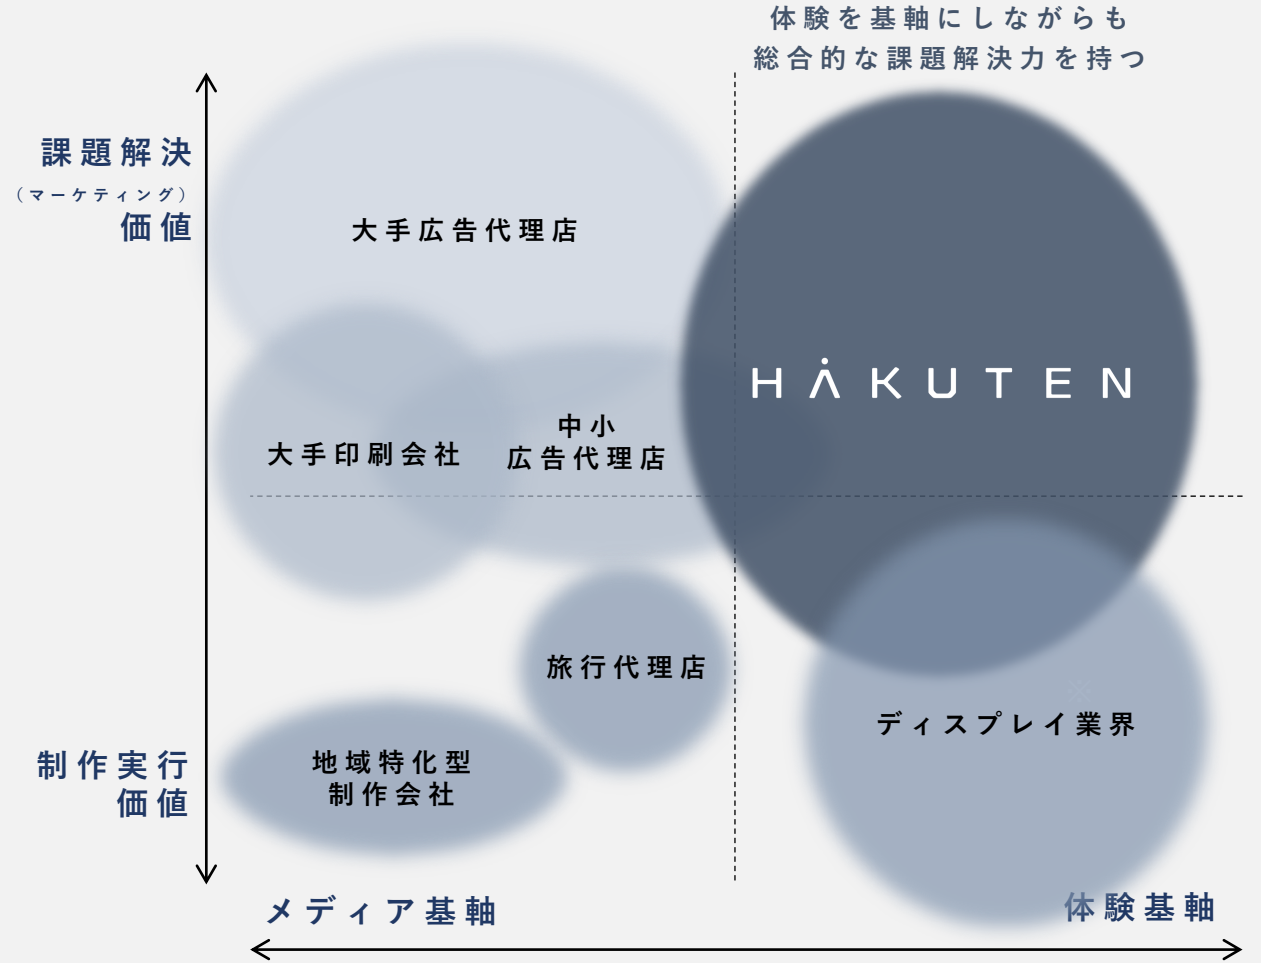 体験を基軸にしながらも
総合的な課題解決力を持つ
課題解決
（マーケティング）
価値
大手広告代理店
HAKUTEN
中小
広告代理店
大手印刷会社
旅行代理店
ディスプレイ業界
地域特化型
制作会社
制作実行
価値
メディア基軸
体験基軸